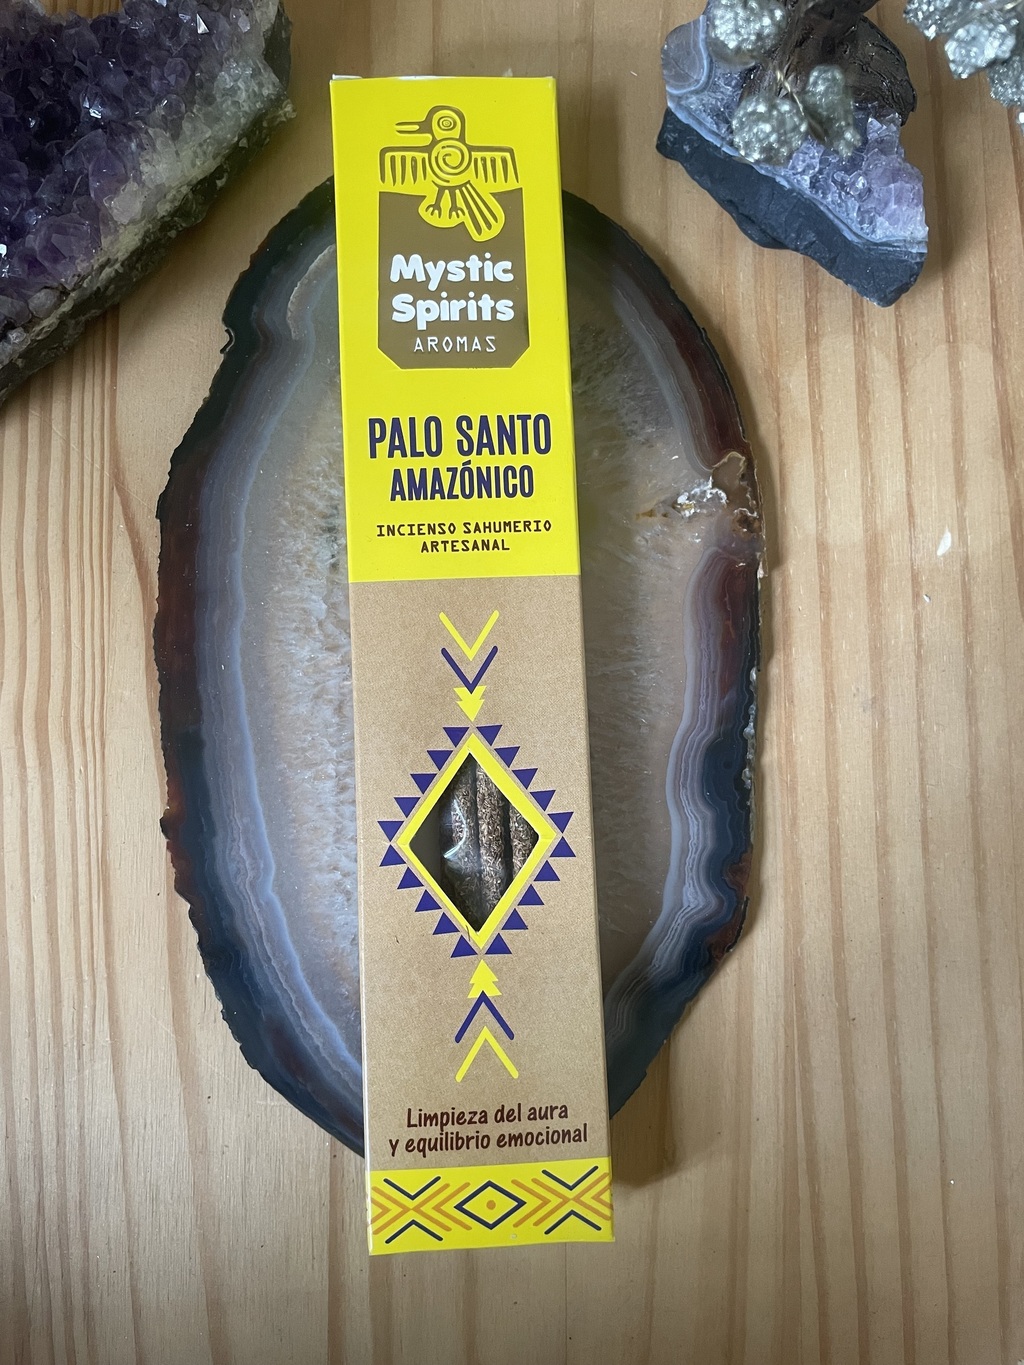 Mystic
Spirits
AROMAS
PALO SANTO
AMAZÓNICO
INCIENSO SAHUMERIO
ARTESANAL
Limpieza del aura
y equilibrio emocional